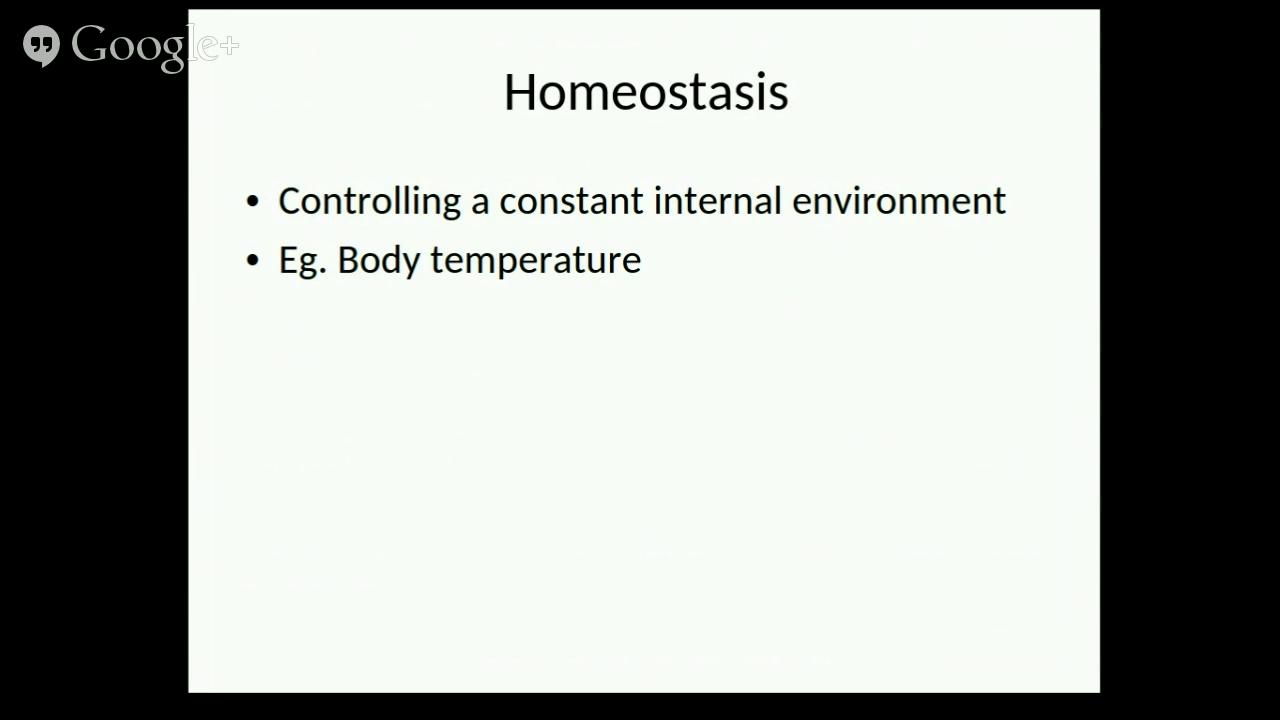 Google+
Homeostasis
• Controlling a constant internal environment
• Eg. Body temperature